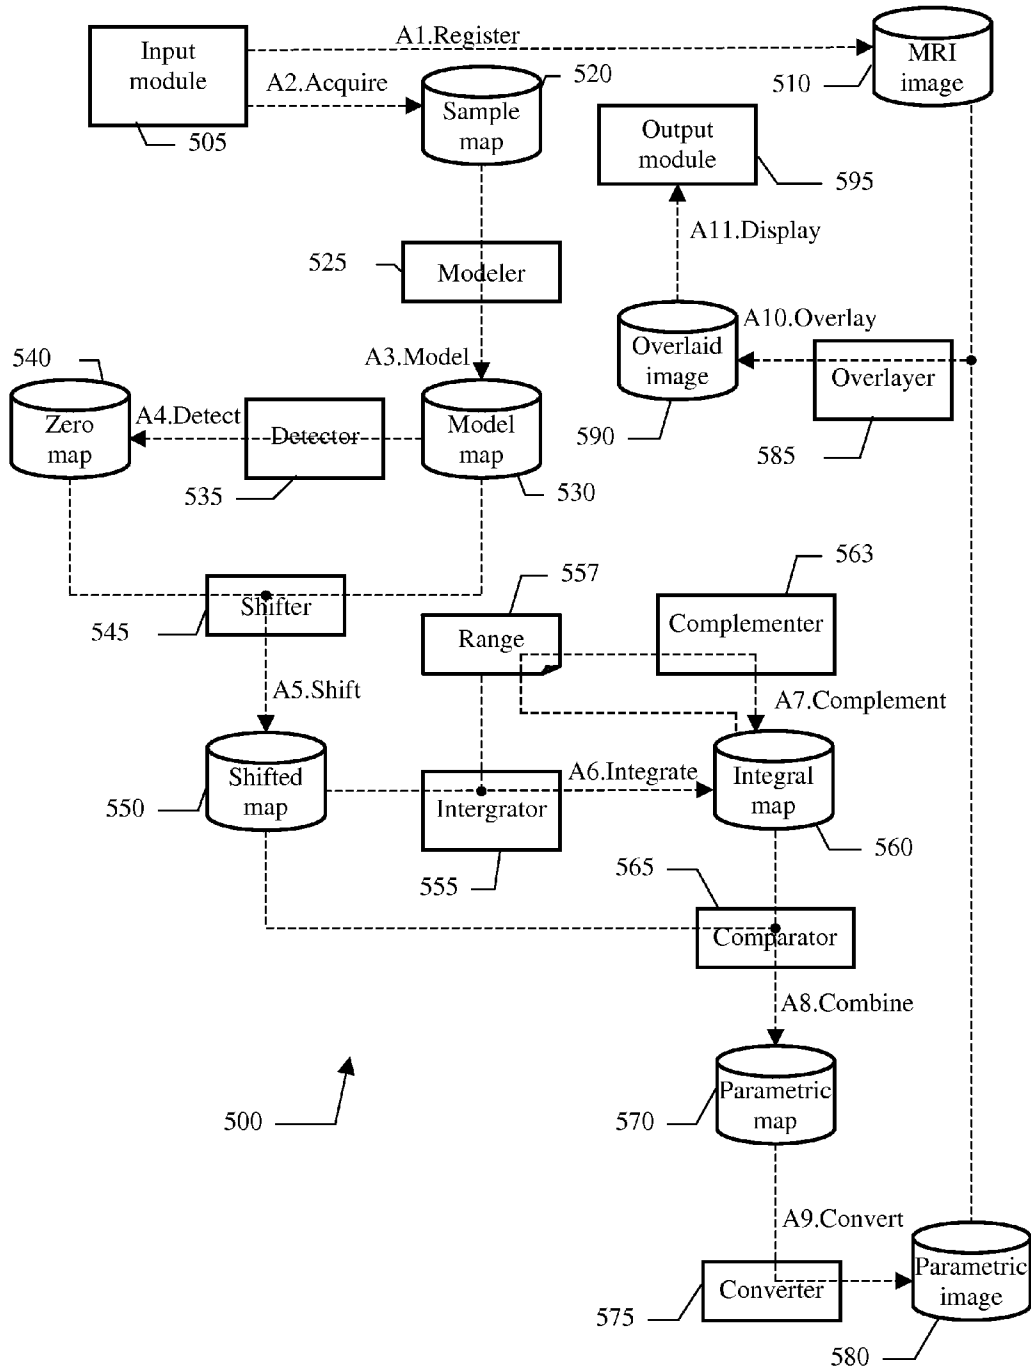 Input
module
505
A1.Register
A2.Acquire
MRI
image
510
520
Sample
map
Output
module
595
A11.Display
525
Modeler
A3.Model
A10.Overlay
Overlaid
image
590
Overlayer
585
540
Zero
map
A4.Detect
Detector
535
Model
map
530
545
Shifter
A5.Shift
557
Range
563
Complementer
A7.Complement
Shifted
map
550
A6.Integrate
Intergrator
555
Integral
map
560
565
Comparator
A8.Combine
500
Parametric
map
570
A9.Convert
575
Converter
Parametric
image
580